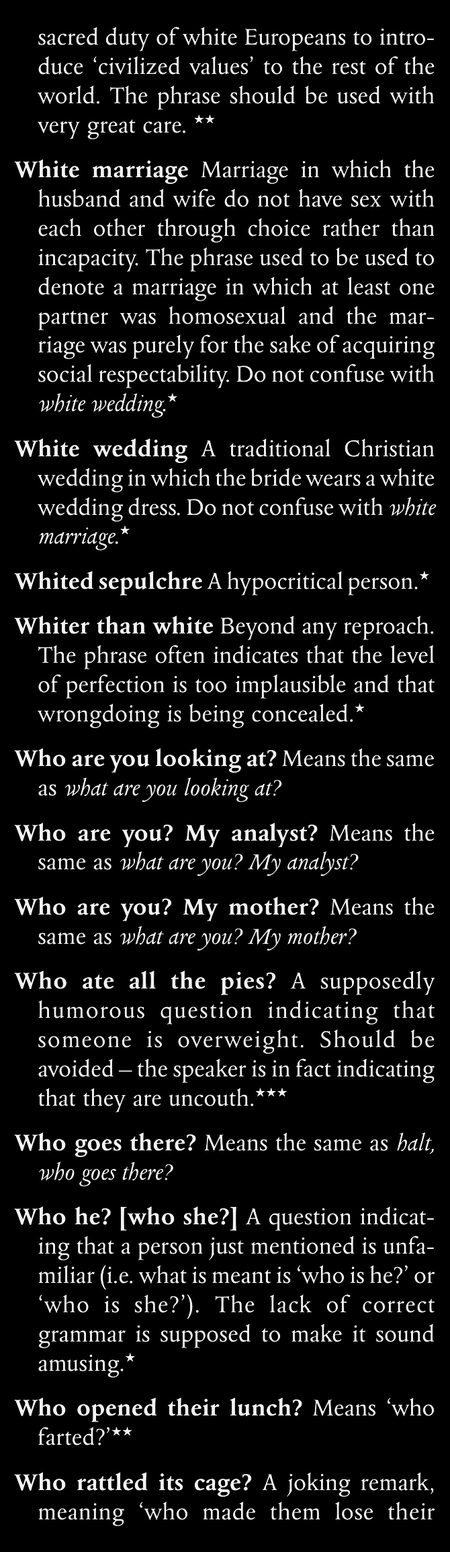 sacred duty of white Europeans to intro-
duce ‘civilized values’ to the rest of the
world. The phrase should be used with
very great care. ★★
White marriage Marriage in which the
husband and wife do not have sex with
each other through choice rather than
incapacity. The phrase used to be used to
denote a marriage in which at least one
partner was homosexual and the mar-
riage was purely for the sake of acquiring
social respectability. Do not confuse with
white wedding.★
White wedding A traditional Christian
wedding in which the bride wears a white
wedding dress. Do not confuse with white
marriage.★
Whited sepulchre A hypocritical person.★
Whiter than white Beyond any reproach.
The phrase often indicates that the level
of perfection is too implausible and that
wrongdoing is being concealed.★
Who are you looking at? Means the same
as what are you looking at?
Who are you? My analyst? Means the
same as what are you? My analyst?
Who are you? My mother? Means the
same as what are you? My mother?
Who ate all the pies? A supposedly
humorous question indicating that
someone is overweight. Should be
avoided – the speaker is in fact indicating
that they are uncouth.★★★
Who goes there? Means the same as halt,
who goes there?
Who he? [who she?] A question indicat-
ing that a person just mentioned is unfa-
miliar (i.e. what is meant is ‘who is he?’ or
‘who is she?’). The lack of correct
grammar is supposed to make it sound
amusing.★
Who opened their lunch? Means ‘who
farted?’★★
Who rattled its cage? A joking remark,
meaning ‘who made them lose their